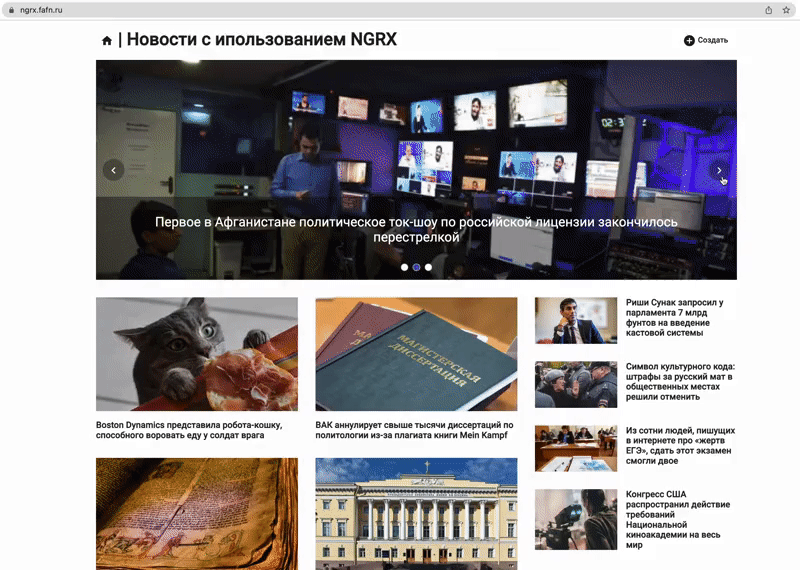 ngrx.fafn.ru
| Новости с ипользованием NGRX
Создать
Первое в Афганистане политическое ток-шоу по российской лицензии закончилось
перестрелкой
МАГИСТЕРСКАЯ
ДИССЕРТАЦИЯ
Boston Dynamics представила робота-кошку,
способного воровать еду у солдат врага
ВАК аннулирует свыше тысячи диссертаций по
политологии из-за плагиата книги Mein Kampf
Риши Сунак запросил у
парламента 7 млрд
фунтов на введение
кастовой системы
Символ культурного кода:
штрафы за русский мат в
общественных местах
решили отменить
Из сотни людей, пишущих
в интернете про «жертв
ЕГЭ», сдать этот экзамен
смогли двое
Конгресс США
распространил действие
требований
Национальной
киноакадемии на весь
мир